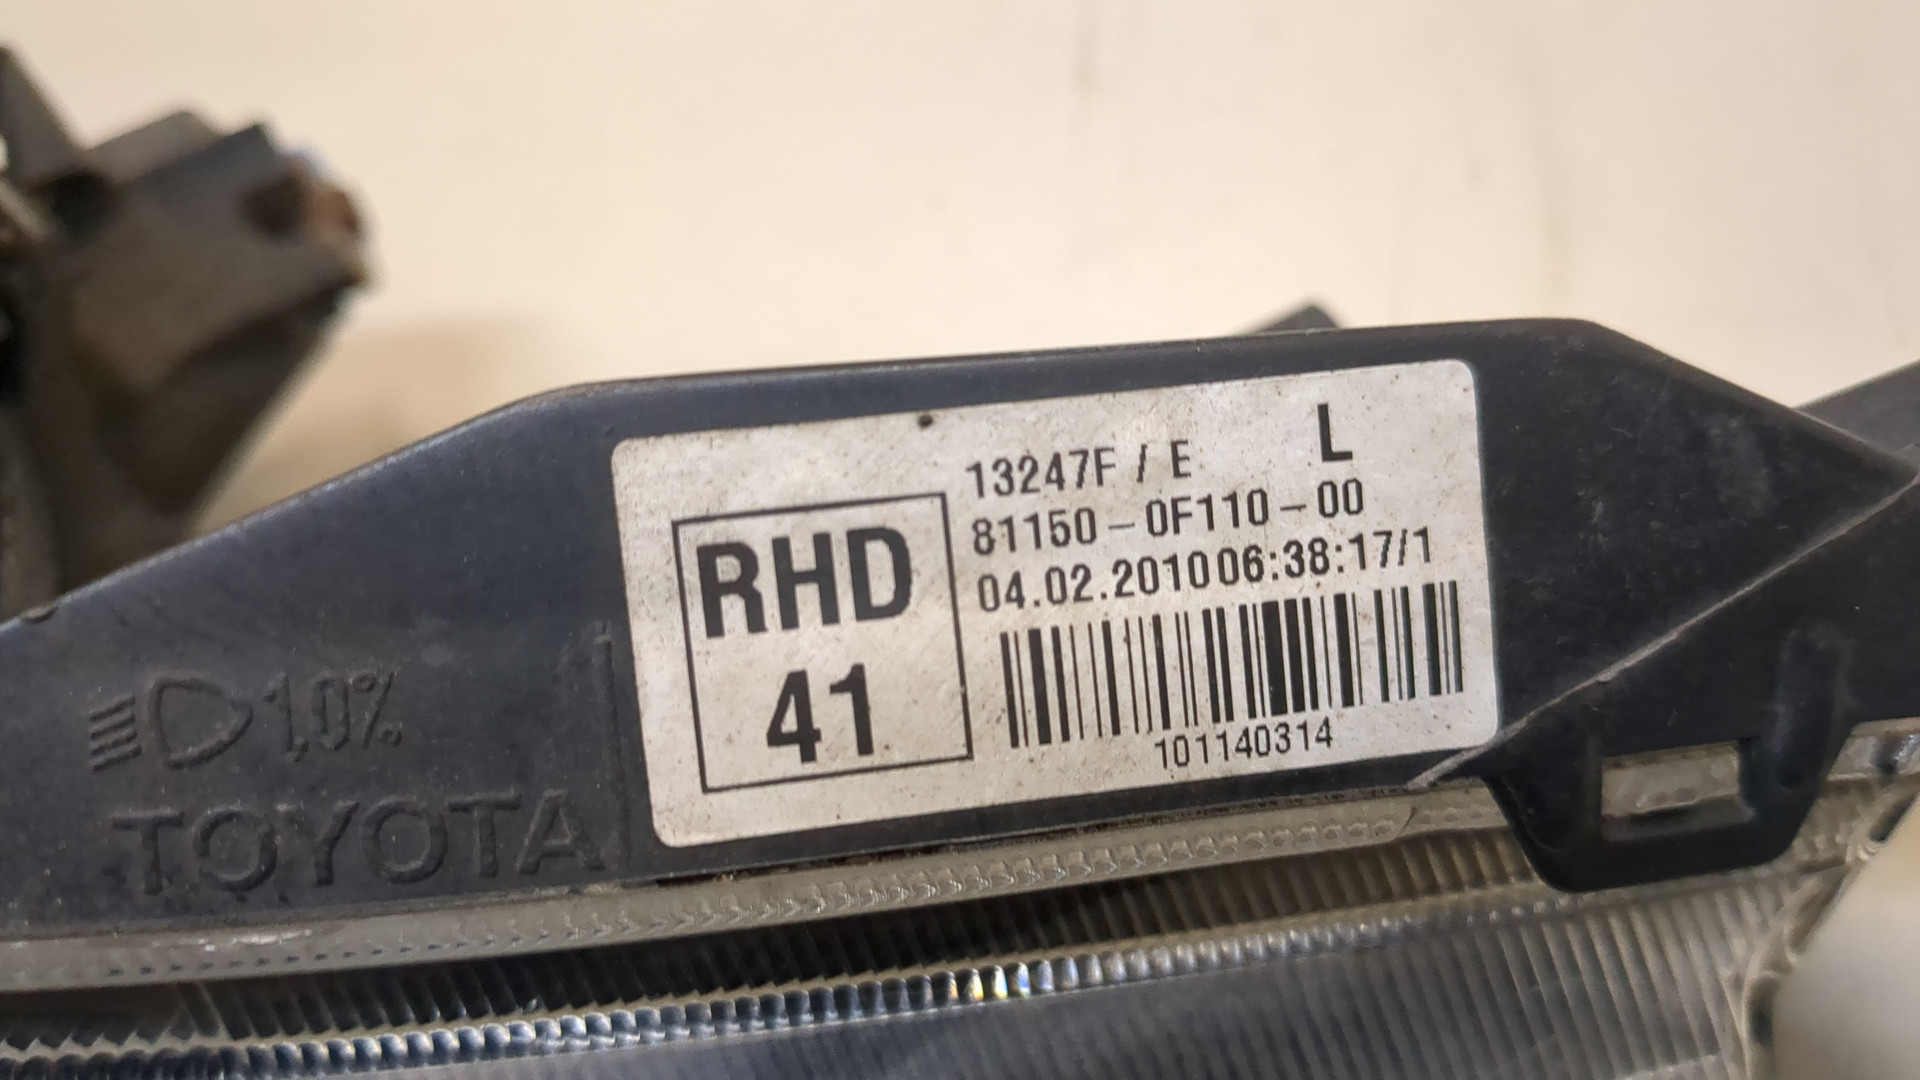 13247F / E L
81150-0F110-00
04.02.2010 06:38:17/1
RHD
41
101140314
1,0%
TOYOTA